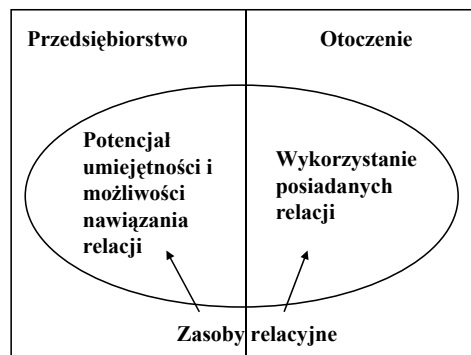 Przedsiębiorstwo
Otoczenie
Potencjał
umiejętności i
możliwości
nawiązania
relacji
Wykorzystanie
posiadanych
relacji
Zasoby relacyjne